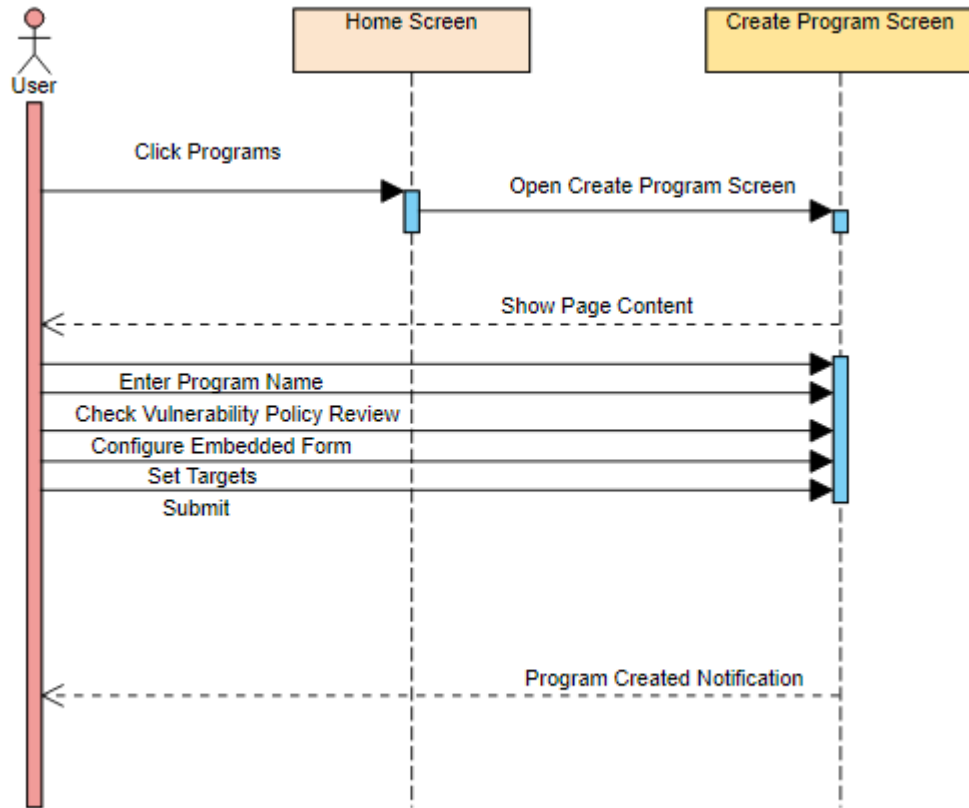 Home Screen
Create Program Screen
User
Click Programs
Open Create Program Screen
Show Page Content
Enter Program Name
Check Vulnerability Policy Review
Configure Embedded Form
Set Targets
Submit
Program Created Notification